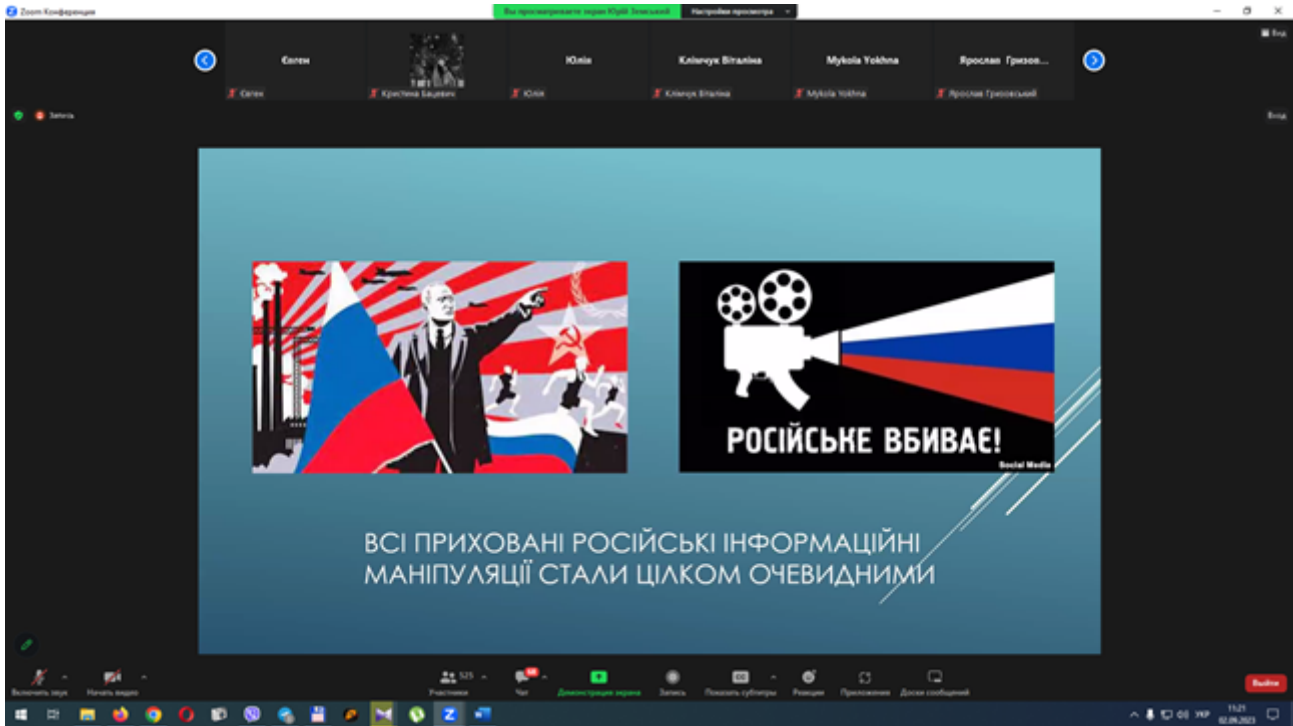 Zoom Конференция
Вы просматриваете экран Юрій Земський
Настройки просмотра
Вид
Євген
Юлія
Клімчук Віталіна
Mykola Yokhna
Ярослав Гризов...
Євген
Кристина Бацевич
Юлія
Клімчук Віталіна
Mykola Yokhna
Ярослав Гризовський
Запись
Вход
РОСІЙСЬКЕ ВБИВАЄ!
Social Media
ВСІ ПРИХОВАНІ РОСІЙСЬКІ ІНФОРМАЦІЙНІ
МАНІПУЛЯЦІЇ СТАЛИ ЦІЛКОМ ОЧЕВИДНИМИ
525
Включить звук
Начать видео
Участники
Чат
Демонстрация экрана
Запись
Показать субтитры
Реакции
Приложения
Доски сообщений
Выйти
УКР
11:21
02.09.2023